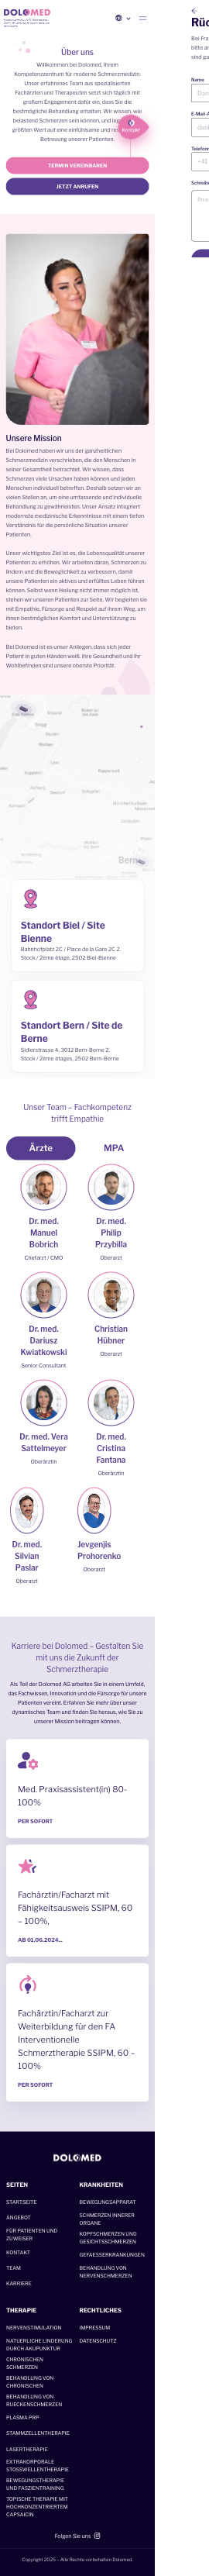 DOLOMED
Über uns
Willkommen bei Dolomed, Ihrem
Kompetenzzentrum für moderne Schmerzmedizin.
Unser erfahrenes Team aus spezialisierten
Fachärzten und Therapeuten setzt sich täglich mit
grossem Engagement dafür ein, dass Sie die
bestmögliche Behandlung erhalten. Wir wissen, wie
belastend Schmerzen sein können, und legen
größten Wert auf eine einfühlsame und
Betreuung unserer Patienten.
Kontakt
TERMIN VEREINBAREN
JETZT ANRUFEN
Unsere Mission
Bei Dolomed haben wir uns der ganzheitlichen
Schmerzmedizin verschrieben, die den Menschen in
seiner Gesamtheit betrachtet. Wir wissen, dass
Schmerzen viele Ursachen haben können und jeden
Menschen individuell betreffen. Deshalb setzen wir an
vielen Stellen an, um eine umfassende und individuelle
Behandlung zu gewährleisten. Unser Ansatz integriert
modernste medizinische Erkenntnisse mit einem tiefen
Verständnis für die persönliche Situation unserer
Patienten.
Unser wichtigstes Ziel ist es, die Lebensqualität unserer
Patienten zu erhöhen. Wir arbeiten daran, Schmerzen zu
lindern und die Beweglichkeit zu verbessern, damit
unsere Patienten ein aktives und erfülltes Leben führen
können. Selbst wenn Heilung nicht immer möglich ist,
stehen wir unseren Patienten zur Seite. Wir begleiten sie
mit Empathie, Fürsorge und Respekt auf ihrem Weg, um
ihnen bestmöglichen Komfort und Unterstützung zu
bieten.
Bei Dolomed ist es unser Anliegen, dass sich jeder
Patient in guten Händen weiß. Ihre Gesundheit und Ihr
Wohlbefinden sind unsere oberste Priorität.
Bern
Standort Biel / Site
Bienne
Bahnhofplatz 2C / Place de la Gare 2C 2.
Stock / 2ème étage, 2502 Biel-Bienne
Standort Bern / Site de
Berne
Sidlerstrasse 4, 3012 Bern-Berne 2.
Stock / 2ème étages, 2502 Bern-Berne
Unser Team – Fachkompetenz
trifft Empathie
Ärzte
MPA
Dr. med.
Manuel
Bobrich
Chefarzt / CMO
Dr. med.
Philip
Przybilla
Oberarzt
Dr. med.
Dariusz
Kwiatkowski
Senior Consultant
Christian
Hübner
Oberarzt
Dr. med. Vera
Sattelmeyer
Oberärztin
Dr. med.
Cristina
Fantana
Oberärztin
Dr. med.
Silvian
Paslar
Oberarzt
Jevgenjis
Prohorenko
Oberarzt
Karriere bei Dolomed – Gestalten Sie
mit uns die Zukunft der
Schmerztherapie
Als Teil der Dolomed AG arbeiten Sie in einem Umfeld,
das Fachwissen, Innovation und die Fürsorge für unsere
Patienten vereint. Erfahren Sie mehr über unser
dynamisches Team und finden Sie heraus, wie Sie zu
unserer Mission beitragen können.
Med. Praxisassistent(in) 80-
100%
PER SOFORT
Fachärztin/Facharzt mit
Fähigkeitsausweis SSIPM, 60
– 100%,
AB 01.06.2024...
Fachärztin/Facharzt zur
Weiterbildung für den FA
Interventionelle
Schmerztherapie SSIPM, 60 –
100%
PER SOFORT
DOLOMED
SEITEN
STARTSEITE
ANGEBOT
FÜR PATIENTEN UND
ZUWEISER
KONTAKT
TEAM
KARRIERE
KRANKHEITEN
BEWEGUNGSAPPARAT
SCHMERZEN INNERER
ORGANE
KOPFSCHMERZEN UND
GESICHTSSCHMERZEN
GEFAESSERKRANKUNGEN
BEHANDLUNG VON
NERVENSCHMERZEN
THERAPIE
NERVENSTIMULATION
NATUERLICHE LINDERUNG
DURCH AKUPUNKTUR
CHRONISCHEN
SCHMERZEN
BEHANDLUNG VON
CHRONISCHEN
BEHANDLUNG VON
RUECKENSCHMERZEN
PLASMA PRP
STAMMZELLENTHERAPIE
LASERTHERAPIE
EXTRAKORPORALE
STOSSWELLENTHERAPIE
BEWEGUNGSTHERAPIE
UND FASZIENTRAINING
TOPISCHE THERAPIE MIT
HOCHKONZENTRIERTEM
CAPSAICIN
RECHTLICHES
IMPRESSUM
DATENSCHUTZ
Folgen Sie uns
Copyright 2025 – Alle Rechte vorbehalten Dolomed.
Bei Fra
bitte a
sind ga
Name
Dan
E-Mail-A
Telefon
+41
Schreib